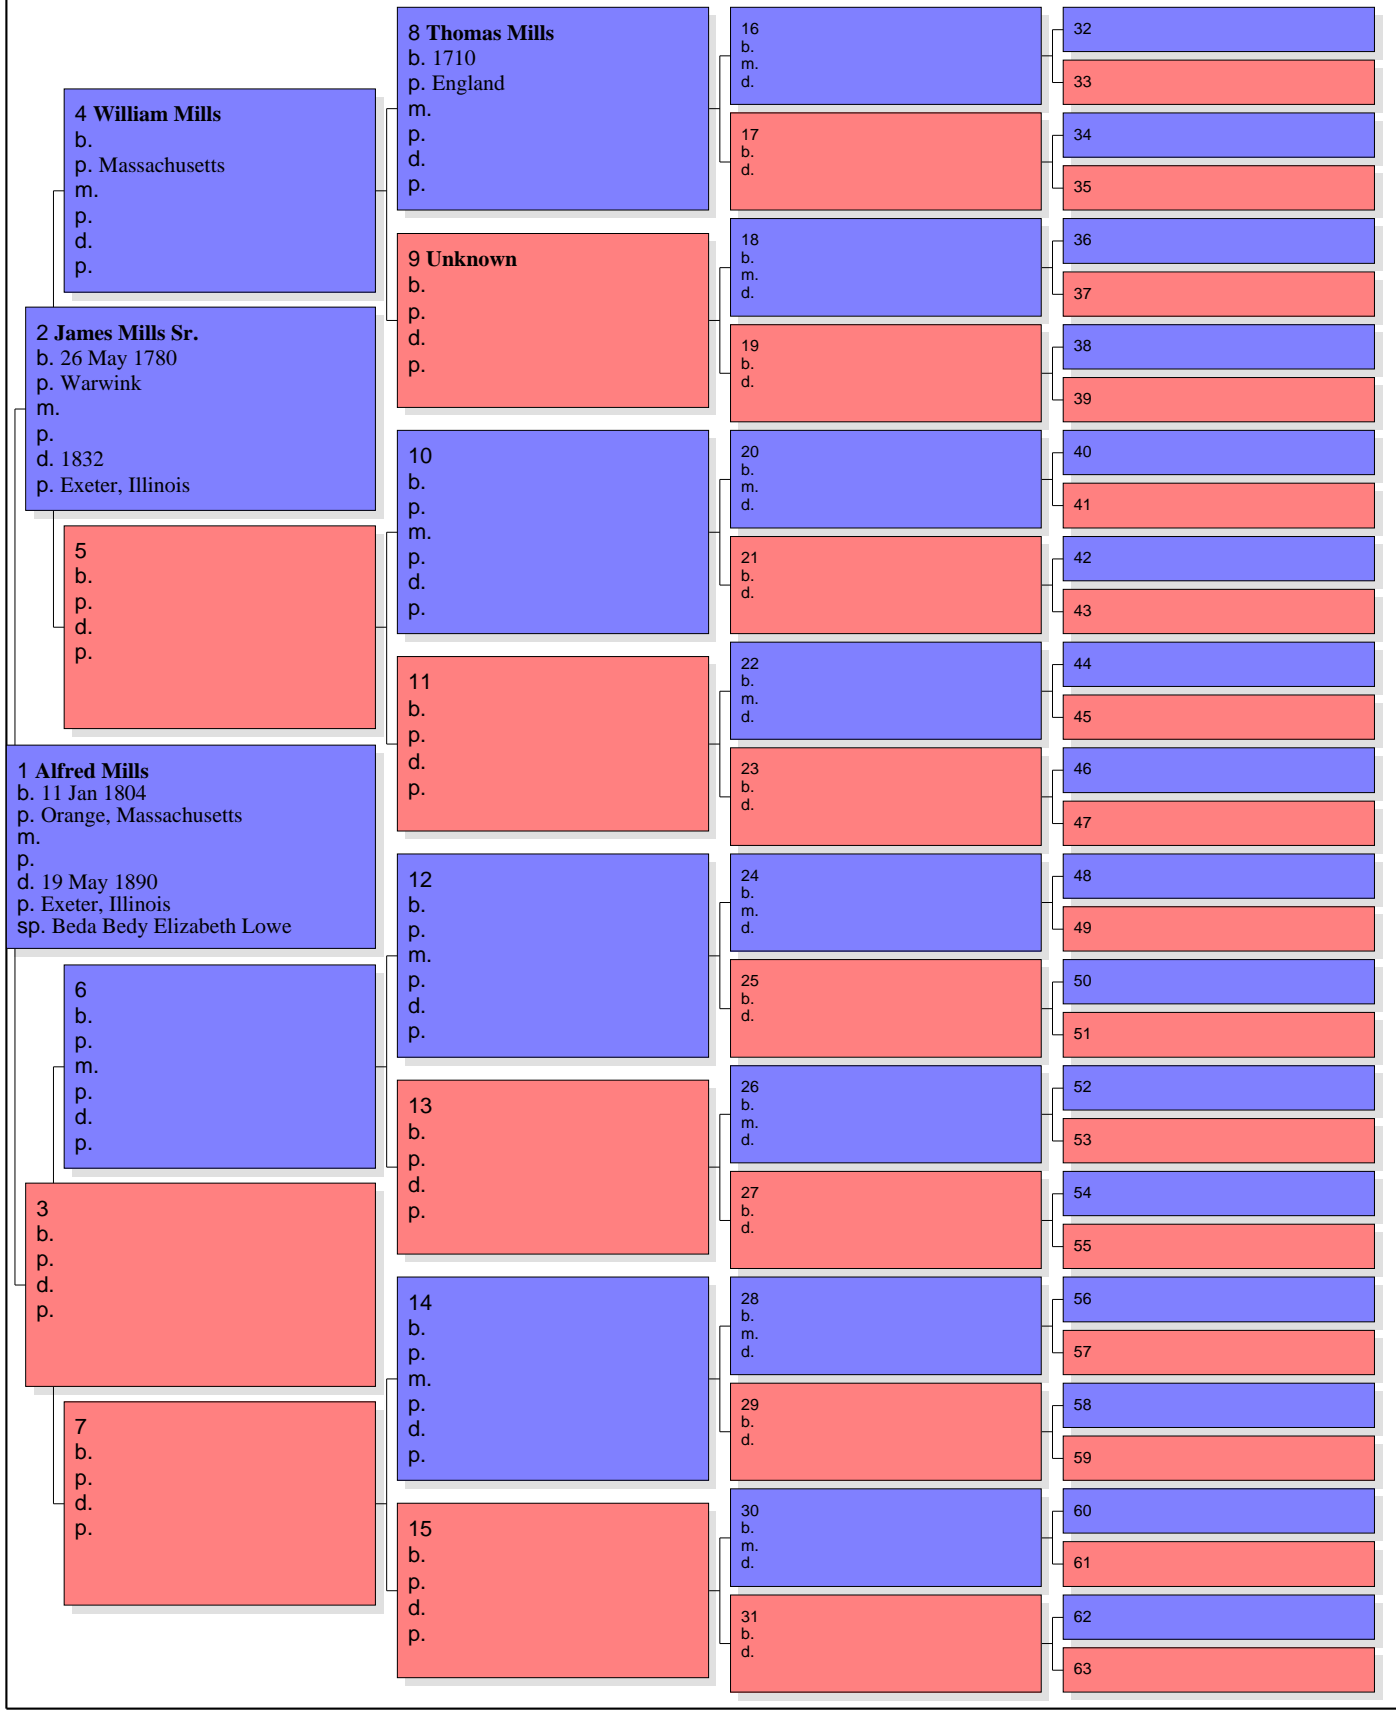 8 Thomas Mills
b. 1710
p. England
m.
p.
d.
p.
4 William Mills
b.
p. Massachusetts
m.
p.
d.
p.
9 Unknown
b.
p.
d.
p.
2 James Mills Sr.
b. 26 May 1780
p. Warwink
m.
p.
d. 1832
p. Exeter, Illinois
10
b.
p.
m.
p.
d.
p.
5
b.
p.
d.
p.
11
b.
p.
d.
p.
1 Alfred Mills
b. 11 Jan 1804
p. Orange, Massachusetts
m.
p.
d. 19 May 1890
p. Exeter, Illinois
sp. Beda Bedy Elizabeth Lowe
12
b.
p.
m.
p.
d.
p.
6
b.
p.
m.
p.
d.
p.
13
b.
p.
d.
p.
3
b.
p.
d.
p.
14
b.
p.
m.
p.
d.
p.
7
b.
p.
d.
p.
15
b.
p.
d.
p.
16
b.
m.
d.
17
b.
d.
18
b.
m.
d.
19
b.
d.
20
b.
m.
d.
21
b.
d.
22
b.
m.
d.
23
b.
d.
24
b.
m.
d.
25
b.
d.
26
b.
m.
d.
27
b.
d.
28
b.
m.
d.
29
b.
d.
30
b.
m.
d.
31
b.
d.
32
33
34
35
36
37
38
39
40
41
42
43
44
45
46
47
48
49
50
51
52
53
54
55
56
57
58
59
60
61
62
63